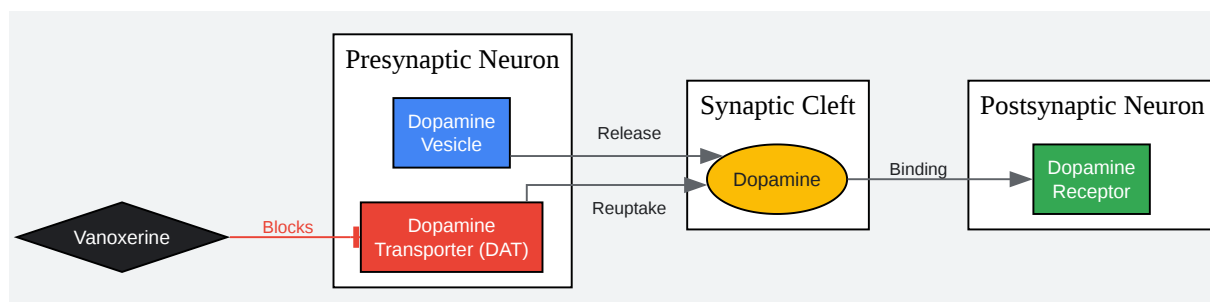 Presynaptic Neuron
Dopamine
Vesicle
Release
Synaptic Cleft
Dopamine
Binding
Postsynaptic Neuron
Dopamine
Receptor
Reuptake
Vanoxerine
Blocks
Dopamine
Transporter (DAT)